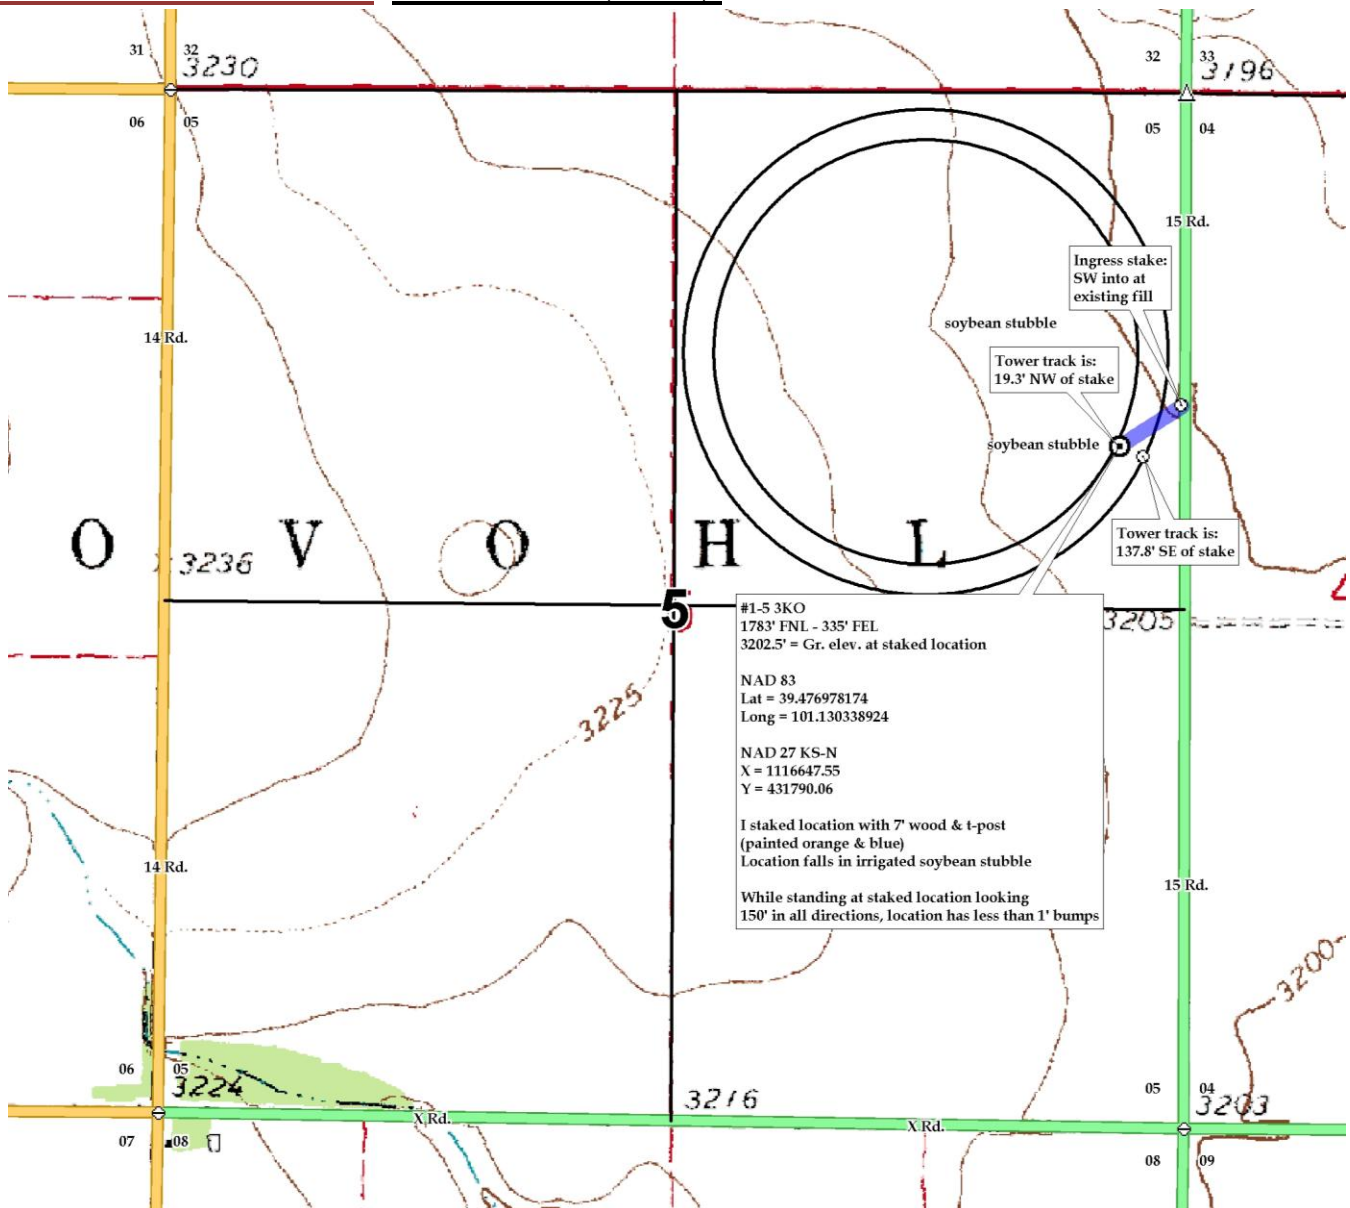 31 32
3230
32 33
3196
06 05
05 04
15 Rd.
Ingress stake:
SW into at
existing fill
14 Rd.
soybean stubble
Tower track is:
19.3' NW of stake
soybean stubble
O V O H L
Tower track is:
137.8' SE of stake
3236
5
3205
#1-5 3KO
1783' FNL - 335' FEL
3202.5' = Gr. elev. at staked location
NAD 83
Lat = 39.476978174
Long = 101.130338924
NAD 27 KS-N
X = 1116647.55
Y = 431790.06
I staked location with 7' wood & t-post
(painted orange & blue)
Location falls in irrigated soybean stubble
While standing at staked location looking
150' in all directions, location has less than 1' bumps
3225
14 Rd.
15 Rd.
3200
06 05
3224
05 04
3216
3203
X Rd.
X Rd.
07 08
08 09